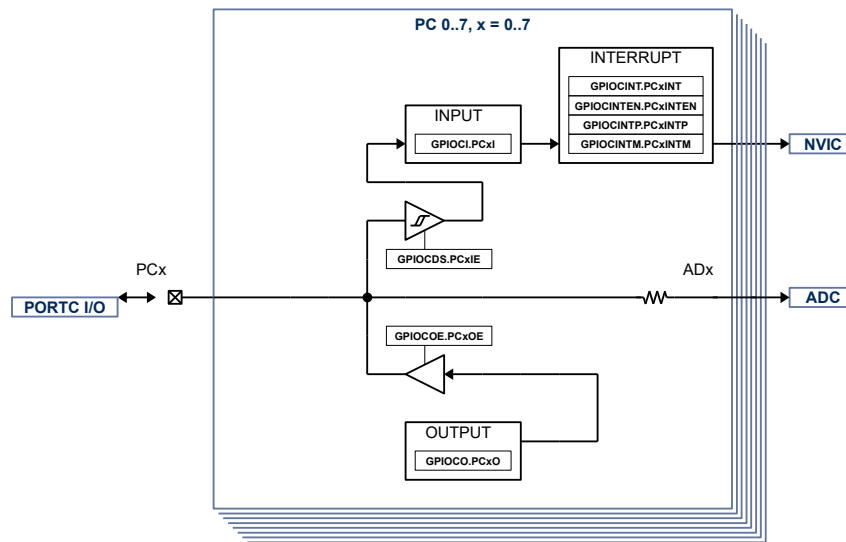 PC 0..7, x = 0..7
INTERRUPT
GPIOCINT.PCxINT
GPIOCINTEN.PCxINTEN
GPIOCINTP.PCxINTP
GPIOCINTM.PCxINTM
INPUT
GPIOCI.PCxI
NVIC
GPIOCDS.PCxIE
PCx
ADx
PORTC I/O
ADC
GPIOCOE.PCxOE
OUTPUT
GPIOCO.PCxO